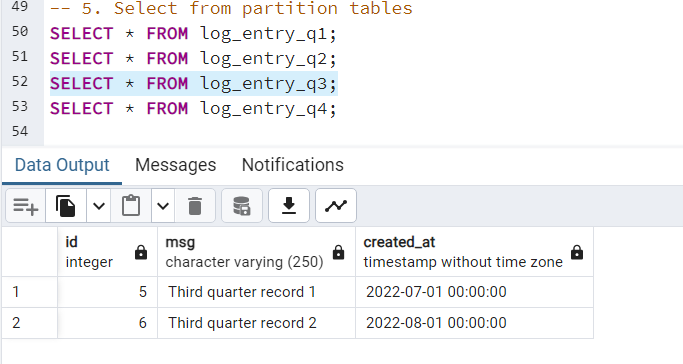 49 -- 5. Select from partition tables
50 SELECT * FROM log_entry_q1;
51 SELECT * FROM log_entry_q2;
52 SELECT * FROM log_entry_q3;
53 SELECT * FROM log_entry_q4;
54
Data Output Messages Notifications
id msg created_at
integer character varying (250) timestamp without time zone
1 5 Third quarter record 1 2022-07-01 00:00:00
2 6 Third quarter record 2 2022-08-01 00:00:00